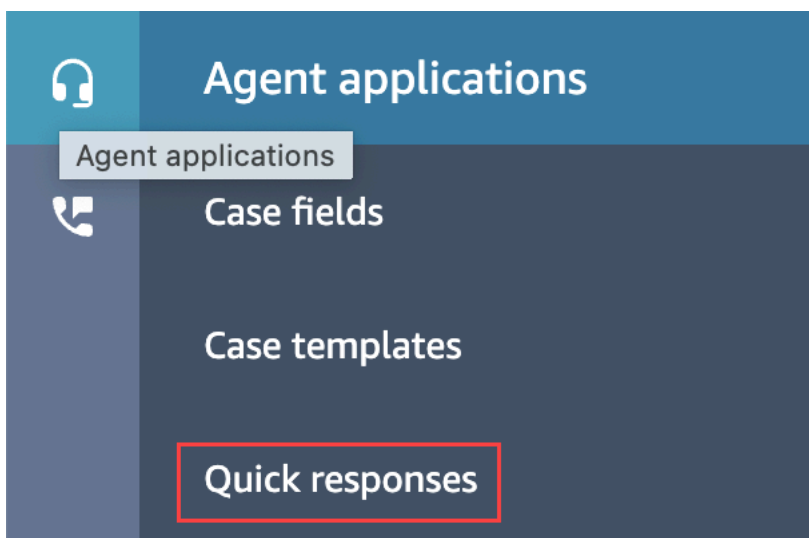 Agent applications
Agent applications
Case fields
Case templates
Quick responses